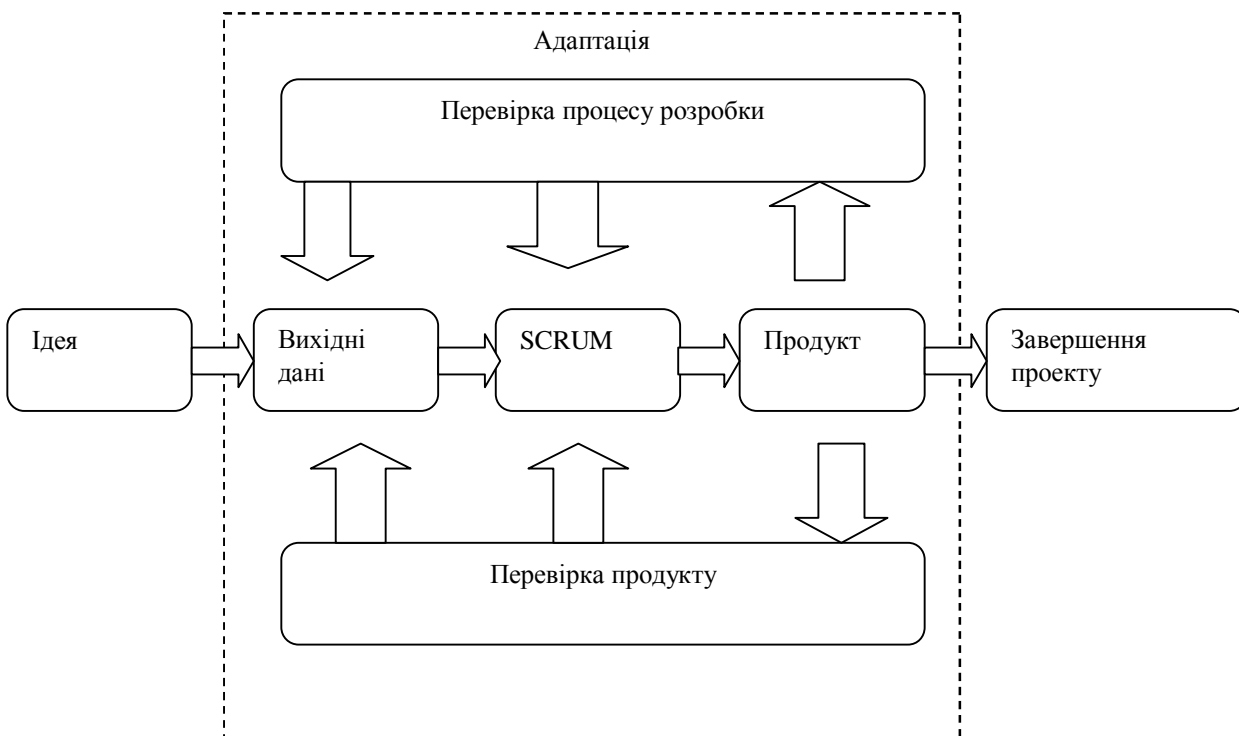 Адаптація
Перевірка процесу розробки
Ідея
Вихідні
дані
SCRUM
Продукт
Завершення
проекту
Перевірка продукту